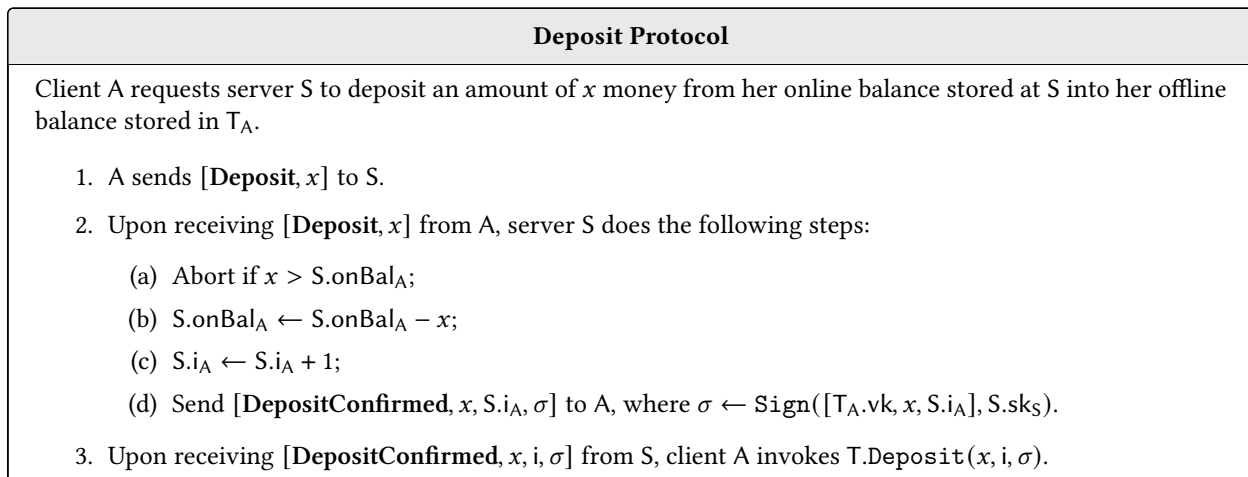 Deposit Protocol
Client A requests server S to deposit an amount of x money from her online balance stored at S into her offline
balance stored in T_A.
1. A sends [Deposit, x] to S.
2. Upon receiving [Deposit, x] from A, server S does the following steps:
(a) Abort if x > S.onBal_A;
(b) S.onBal_A ← S.onBal_A − x;
(c) S.i_A ← S.i_A + 1;
(d) Send [DepositConfirmed, x, S.i_A, σ] to A, where σ ← Sign([T_A.vk, x, S.i_A], S.sk_S).
3. Upon receiving [DepositConfirmed, x, i, σ] from S, client A invokes T.Deposit(x, i, σ).